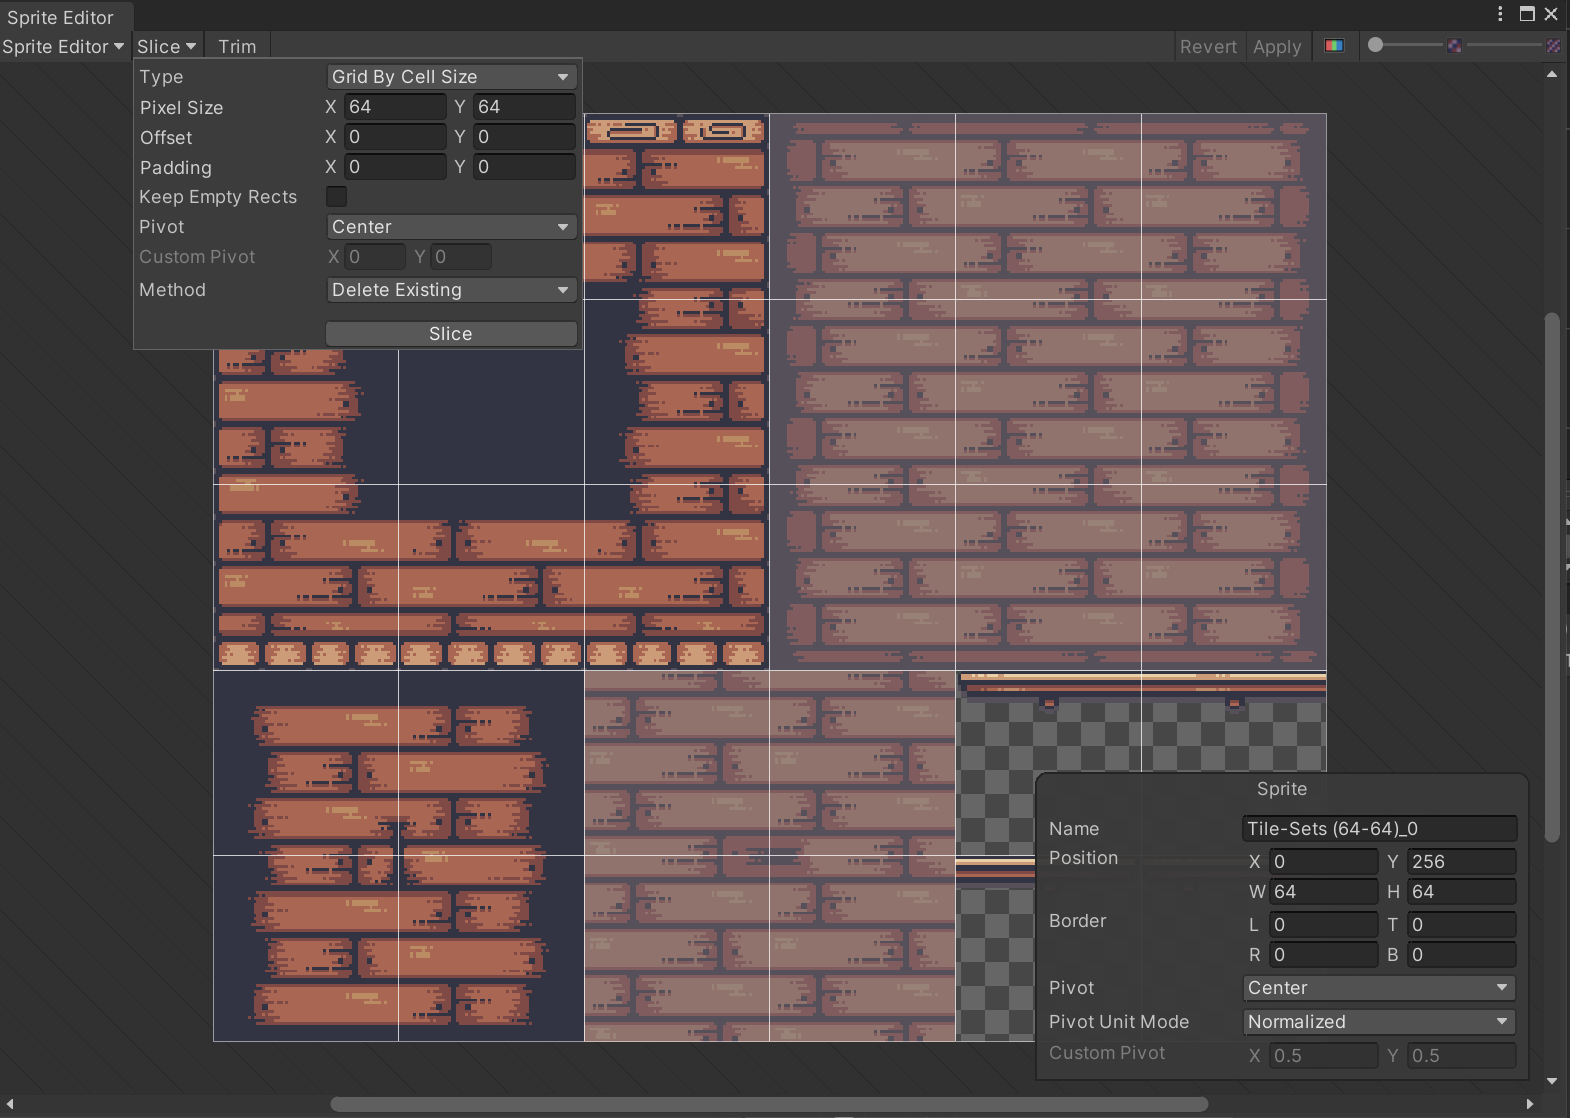 Sprite Editor
Sprite Editor Slice Trim Revert Apply
Type Grid By Cell Size
Pixel Size X 64 Y 64
Offset X 0 Y 0
Padding X 0 Y 0
Keep Empty Rects
Pivot Center
Custom Pivot X 0 Y 0
Method Delete Existing
Slice
Sprite
Name Tile-Sets (64-64)_0
Position X 0 Y 256
W 64 H 64
Border L 0 T 0
R 0 B 0
Pivot Center
Pivot Unit Mode Normalized
Custom Pivot X 0.5 Y 0.5